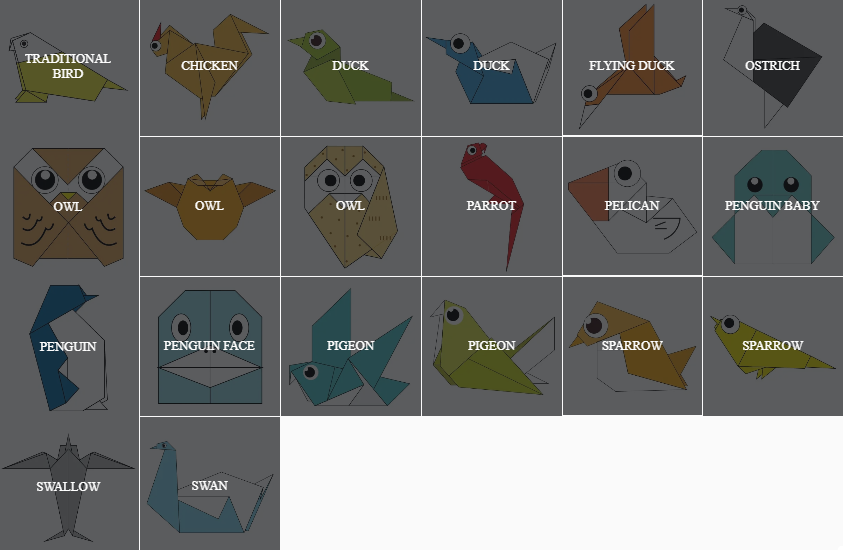 TRADITIONAL
BIRD
CHICKEN
DUCK
DUCK
FLYING DUCK
OSTRICH
OWL
OWL
OWL
PARROT
PELICAN
PENGUIN BABY
PENGUIN
PENGUIN FACE
PIGEON
PIGEON
SPARROW
SPARROW
SWALLOW
SWAN